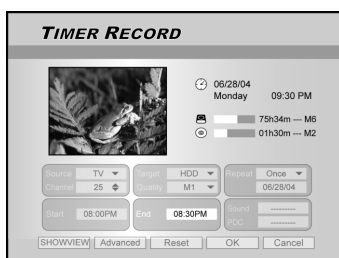 TIMER RECORD
06/28/04
Monday 09:30 PM
75h34m --- M6
01h30m --- M2
Source TV Target HDD Repeat Once
Channel 25 Quality M1 06/28/04
Start 08:00PM End 08:30PM Sound ----------
PDC ----------
SHOWVIEW Advanced Reset OK Cancel